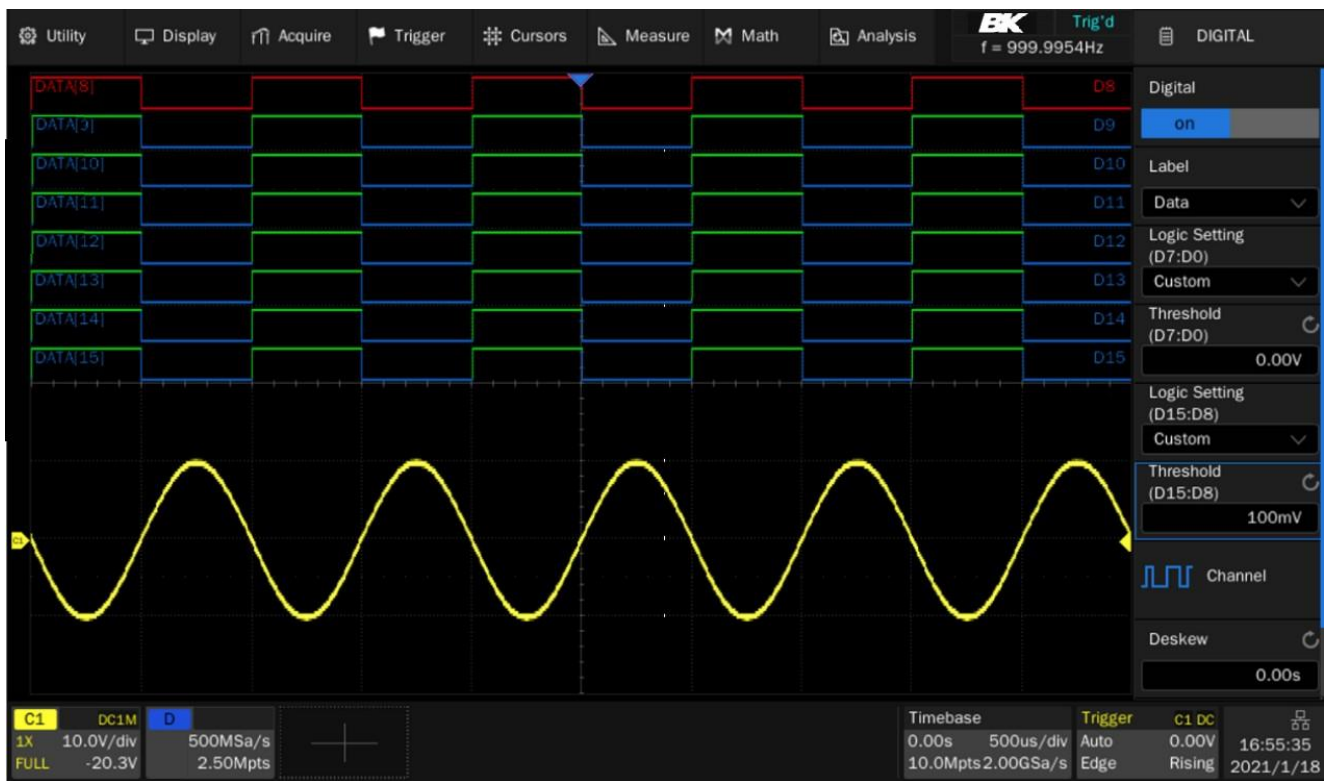 Utility
Display
Acquire
Trigger
Cursors
Measure
Math
Analysis
BK
Trig'd
f = 999.9954Hz
DIGITAL
DATA[8]
D8
DATA[9]
D9
DATA[10]
D10
DATA[11]
D11
DATA[12]
D12
DATA[13]
D13
DATA[14]
D14
DATA[15]
D15
C1
Digital
on
Label
Data
Logic Setting
(D7:D0)
Custom
Threshold
(D7:D0)
0.00V
Logic Setting
(D15:D8)
Custom
Threshold
(D15:D8)
100mV
Channel
Deskew
0.00s
C1 DC1M
1X 10.0V/div
FULL -20.3V
D
500MSa/s
2.50Mpts
Timebase
0.00s 500us/div
10.0Mpts 2.00GSa/s
Trigger C1 DC
Auto 0.00V
Edge Rising
16:55:35
2021/1/18